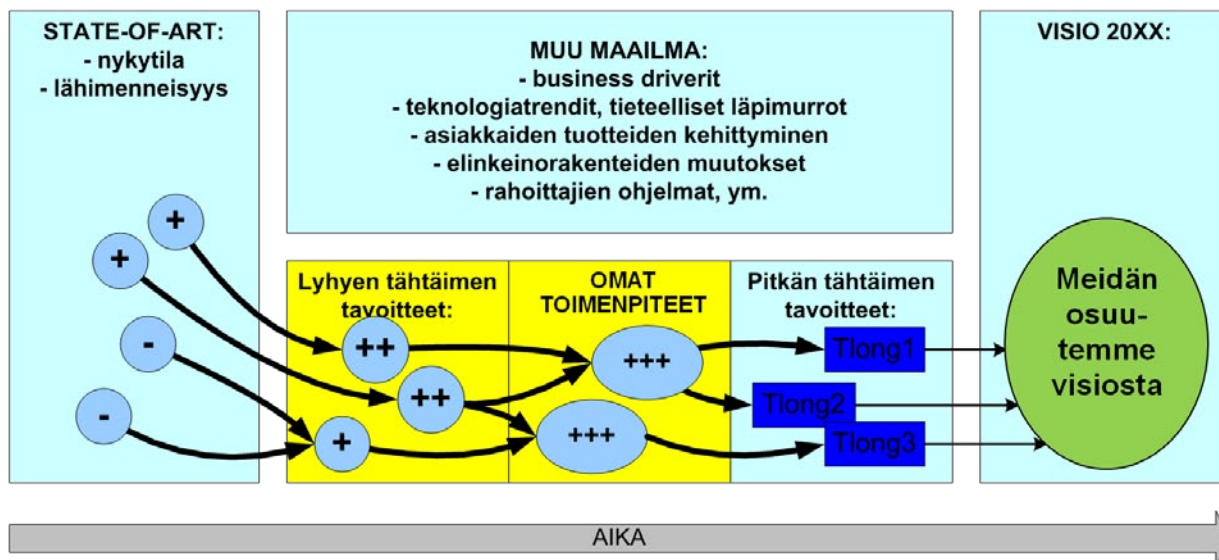 STATE-OF-ART:
- nykytila
- lähimenneisyys
MUU MAAILMA:
- business driverit
- teknologiatrendit, tieteelliset läpimurrot
- asiakkaiden tuotteiden kehittyminen
- elinkeinorakenteiden muutokset
- rahoittajien ohjelmat, ym.
VISIO 20XX:
+
+
-
-
Lyhyen tähtäimen
tavoitteet:
++
++
+
OMAT
TOIMENPITEET
+++
+++
Pitkän tähtäimen
tavoitteet:
Tlong1
Tlong2
Tlong3
Meidän
osuu-
temme
visiosta
AIKA